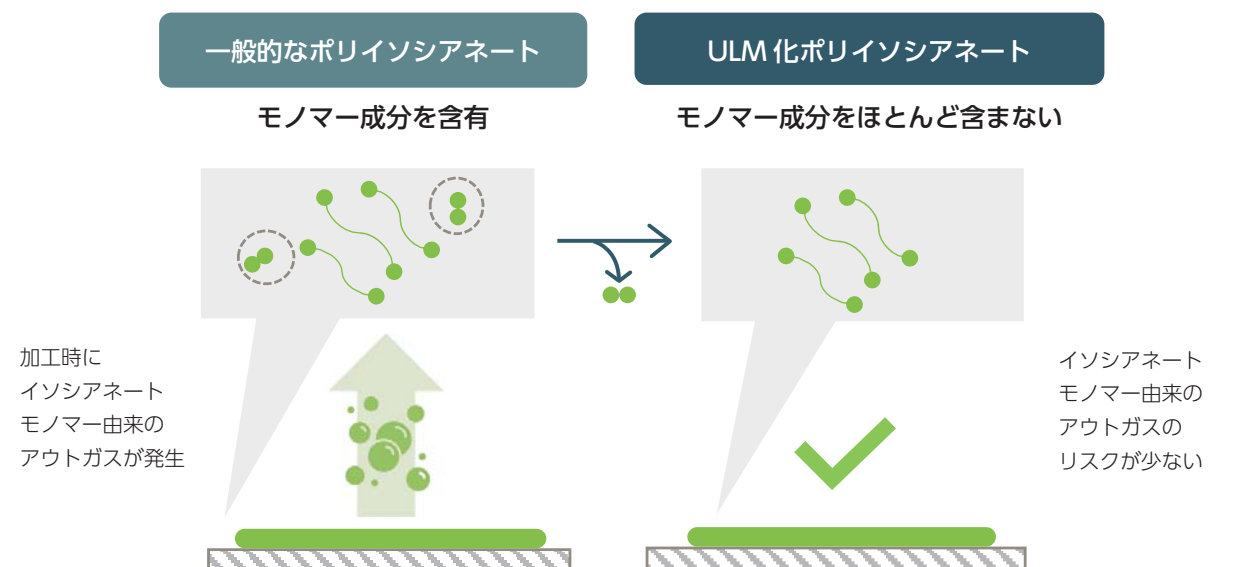 一般的なポリイソシアネート
モノマー成分を含有
加工時に
イソシアネート
モノマー由来の
アウトガスが発生
ULM 化ポリイソシアネート
モノマー成分をほとんど含まない
イソシアネート
モノマー由来の
アウトガスの
リスクが少ない